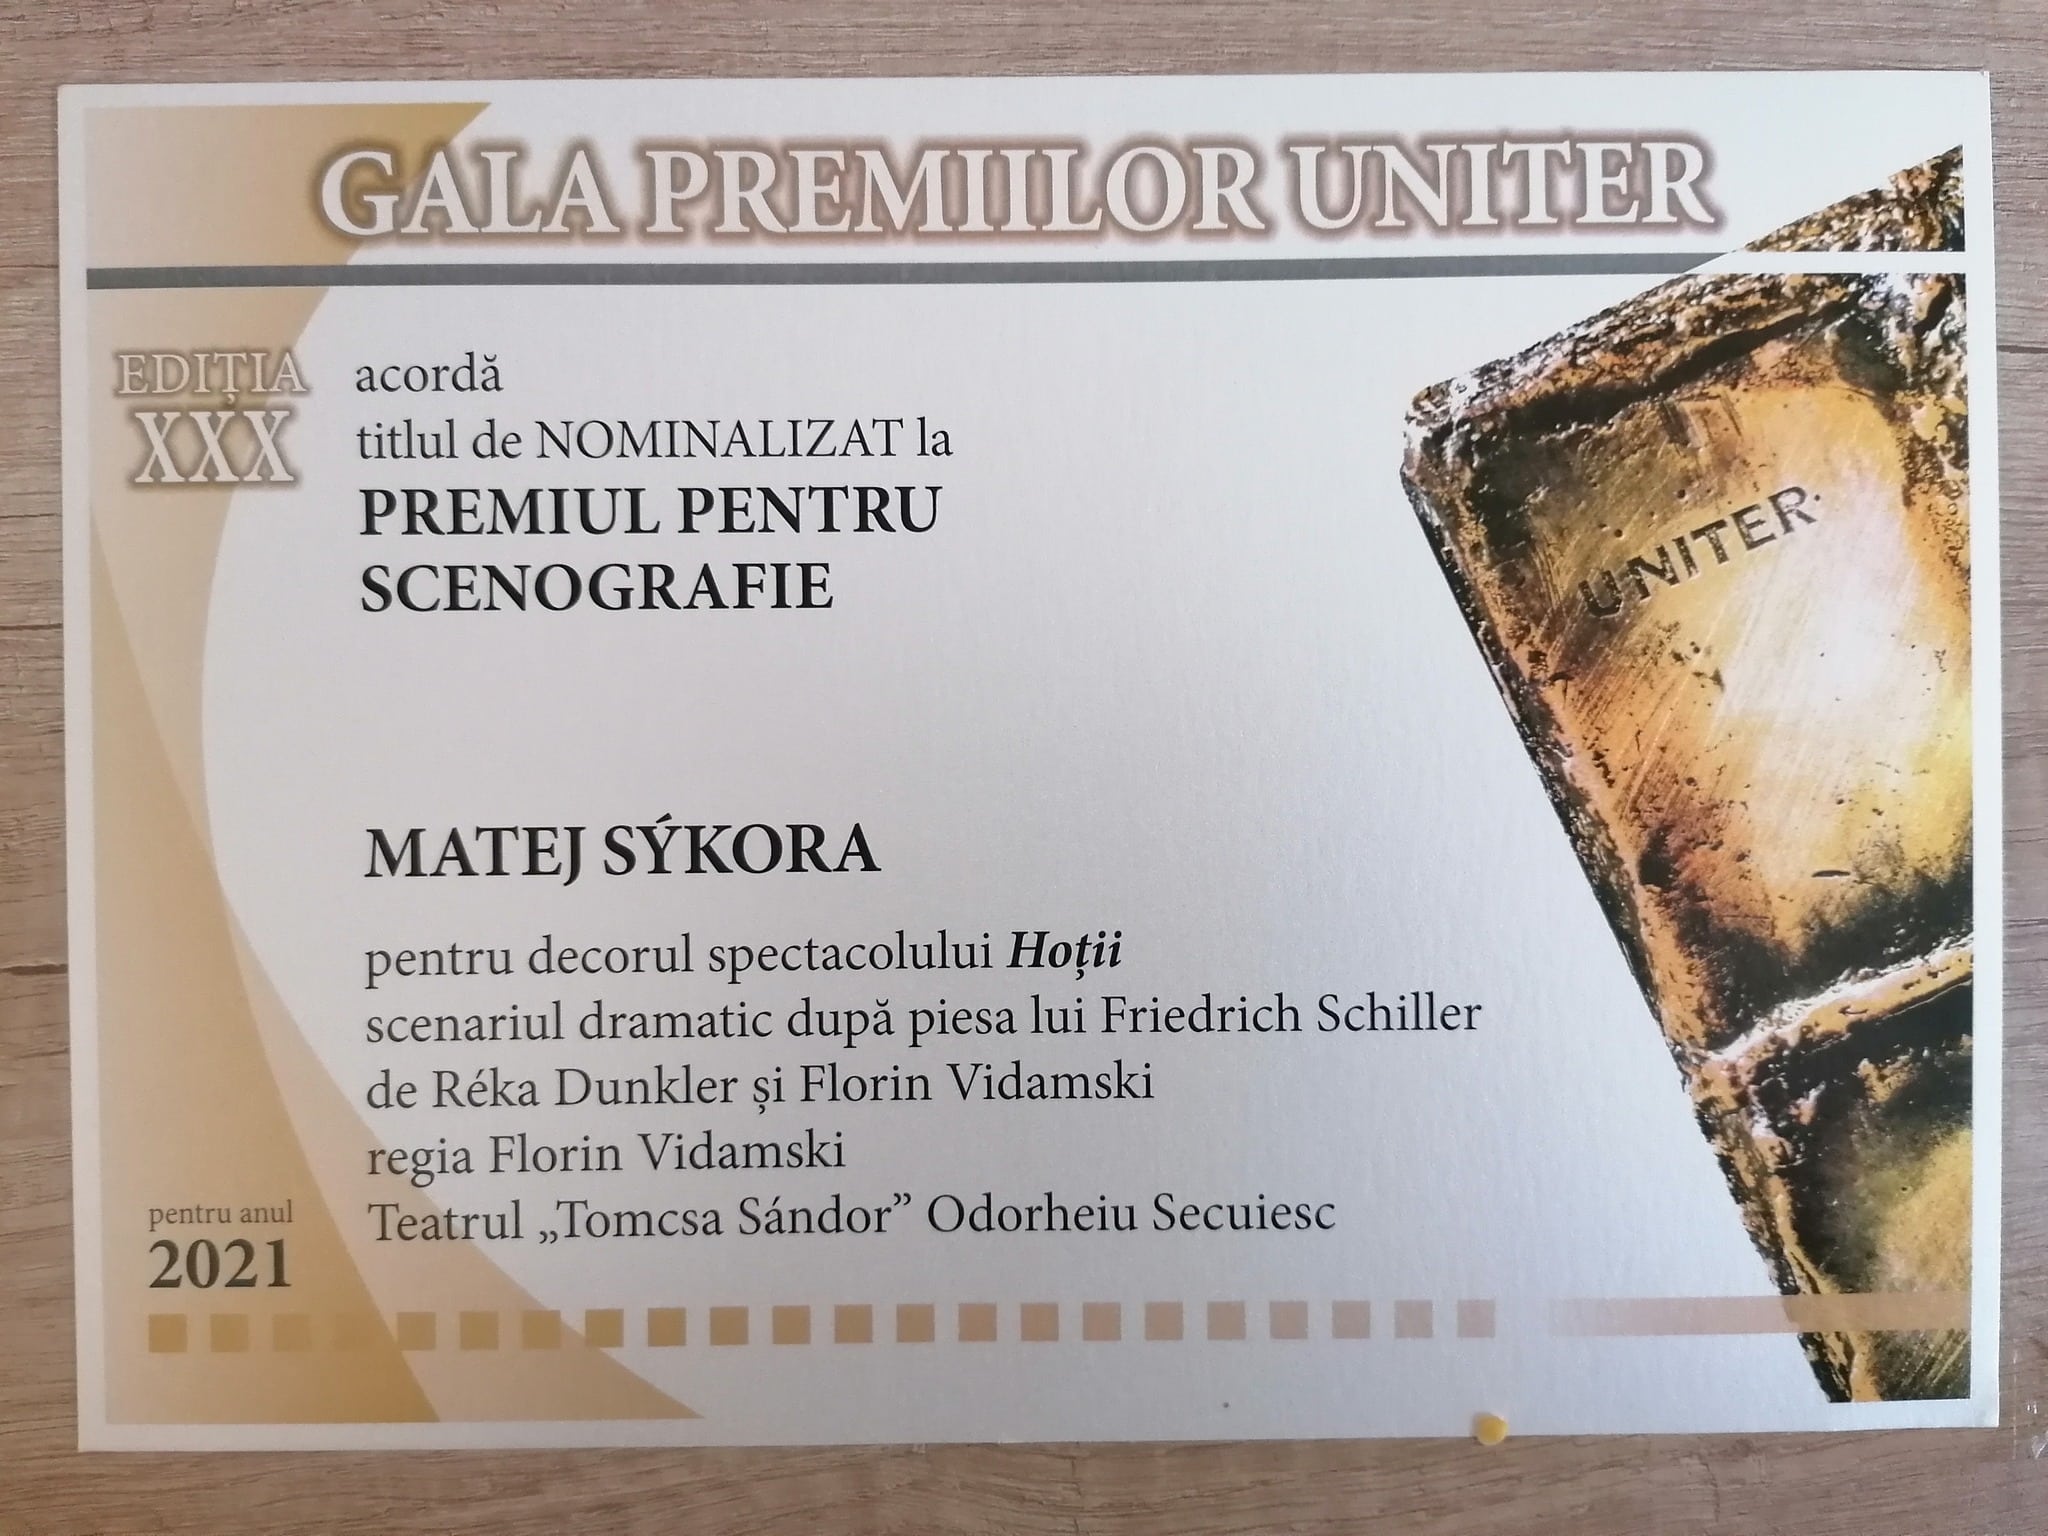 GALA PREMIILOR UNITER
EDIȚIA
XXX
acordă
titlul de NOMINALIZAT la
PREMIUL PENTRU
SCENOGRAFIE
UNITER
MATEJ SÝKORA
pentru decorul spectacolului Hoții
scenariul dramatic după piesa lui Friedrich Schiller
de Réka Dunkler și Florin Vidamski
regia Florin Vidamski
Teatrul „Tomcsa Sándor” Odorheiu Secuiesc
pentru anul
2021